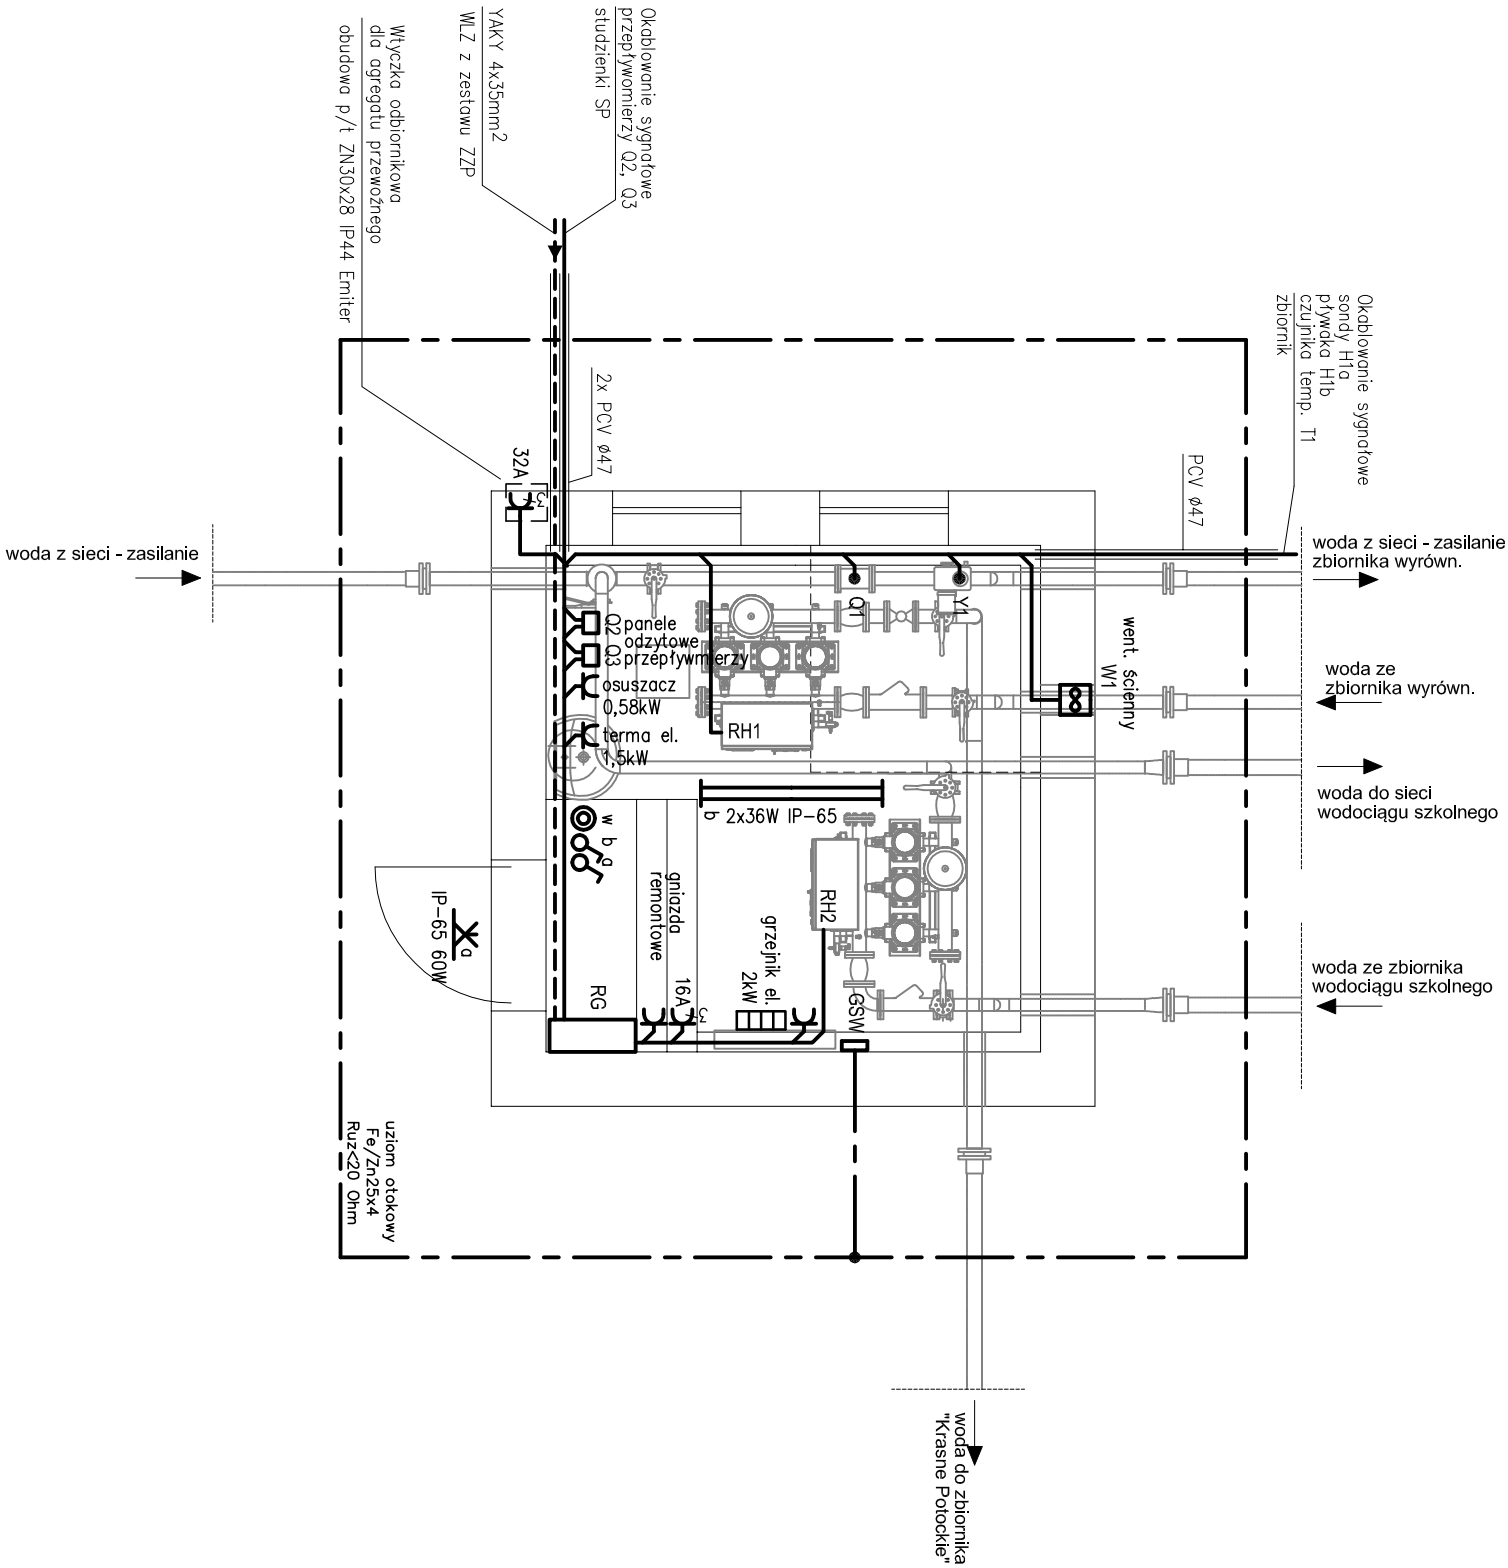 Okablowanie sygnałowe
przepływomierzy Q2, Q3
studzienki SP
YAKY 4x35mm2
WLZ z zestawu ZZP
Wtyczka odbiornikowa
dla agregatu przewoźnego
obudowa p/t ZN30x28 IP44 Emiter
Okablowanie sygnałowe
sondy H1a
pływaka H1b
czujnika temp. T1
zbiornik
2x PCV ø47
PCV ø47
32A
3
woda z sieci - zasilanie
woda z sieci - zasilanie
zbiornika wyrówn.
Q1
Y1
went. ścienny
W1
woda ze
zbiornika wyrówn.
Q2 panele
odzytowe
Q3 przepływmierzy
osuszacz
0,58kW
terma el.
1,5kW
RH1
woda do sieci
wodociągu szkolnego
b 2x36W IP-65
w
b
a
gniazda
remontowe
RH2
grzejnik el.
2kW
IP-65 60W
a
RG
16A
3
GSW
woda ze zbiornika
wodociągu szkolnego
uziom otokowy
Fe/Zn25x4
Ruz<20 Ohm
woda do zbiornika
"Krasne Potockie"